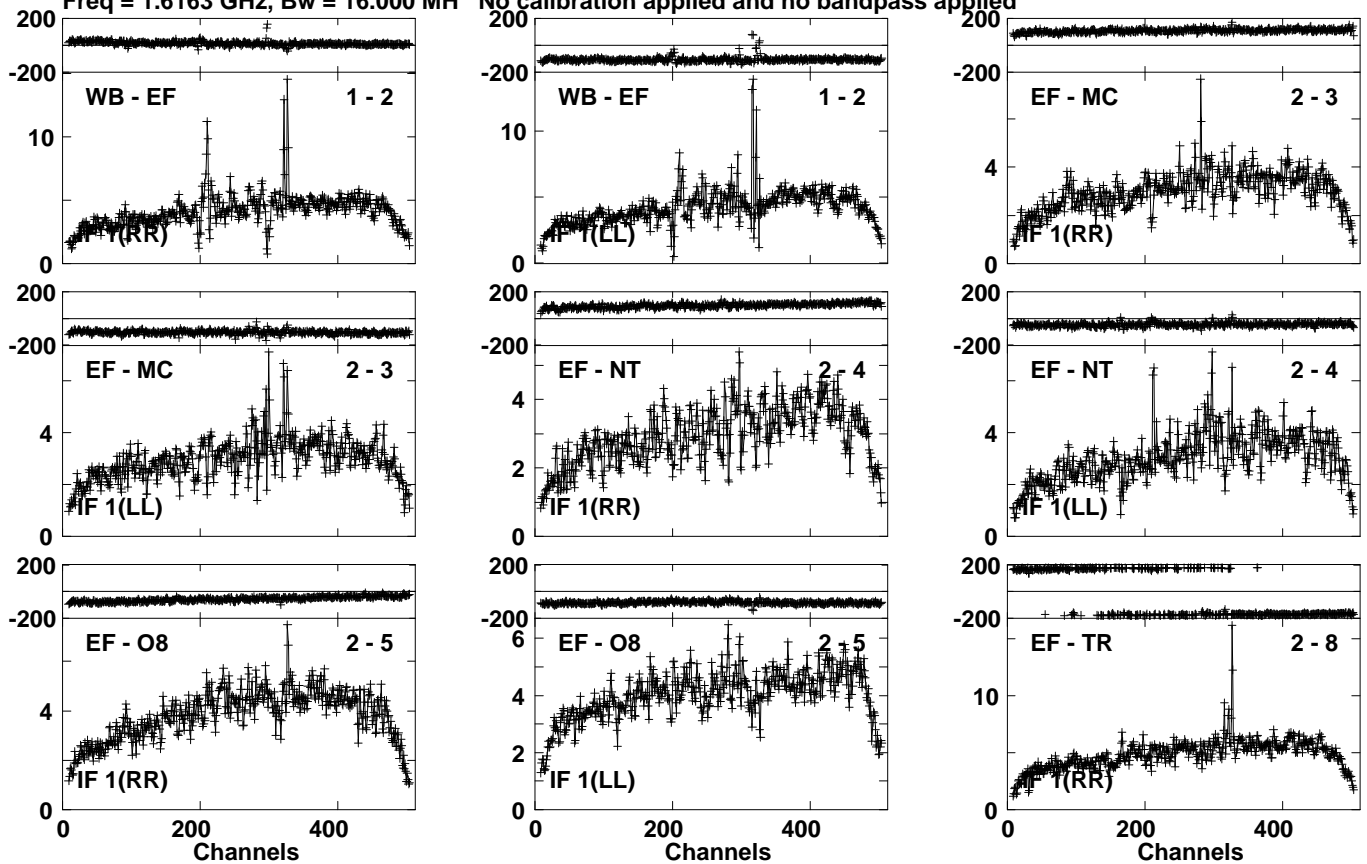 Freq = 1.6163 GHz, Bw = 16.000 MH No calibration applied and no bandpass applied
200
-200
WB - EF 1 - 2
10
0
IF 1(RR)
WB - EF 1 - 2
10
0
IF 1(LL)
200
-200
EF - MC 2 - 3
4
0
IF 1(RR)
200
-200
EF - MC 2 - 3
4
0
IF 1(LL)
EF - NT 2 - 4
4
2
0
IF 1(RR)
200
-200
EF - NT 2 - 4
4
0
IF 1(LL)
200
-200
EF - O8 2 - 5
4
0
IF 1(RR)
0 200 400
Channels
EF - O8 2 - 5
6
4
2
0
IF 1(LL)
0 200 400
Channels
200
-200
EF - TR 2 - 8
10
0
IF 1(RR)
0 200 400
Channels